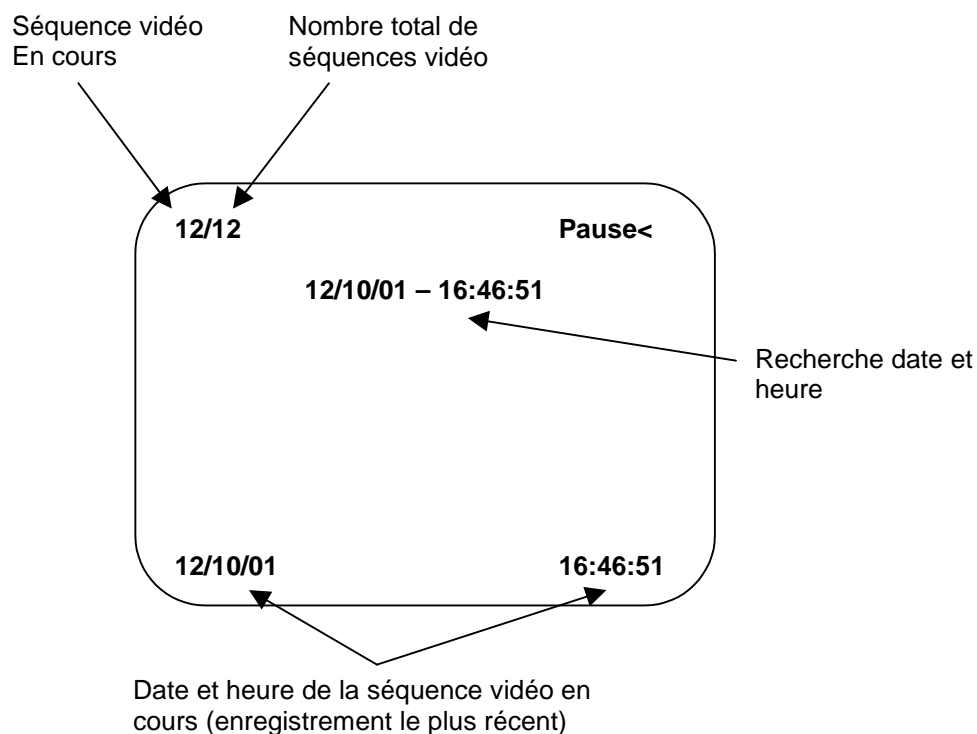 Séquence vidéo
En cours
Nombre total de
séquences vidéo
12/12
Pause<
12/10/01 – 16:46:51
Recherche date et
heure
12/10/01
16:46:51
Date et heure de la séquence vidéo en
cours (enregistrement le plus récent)